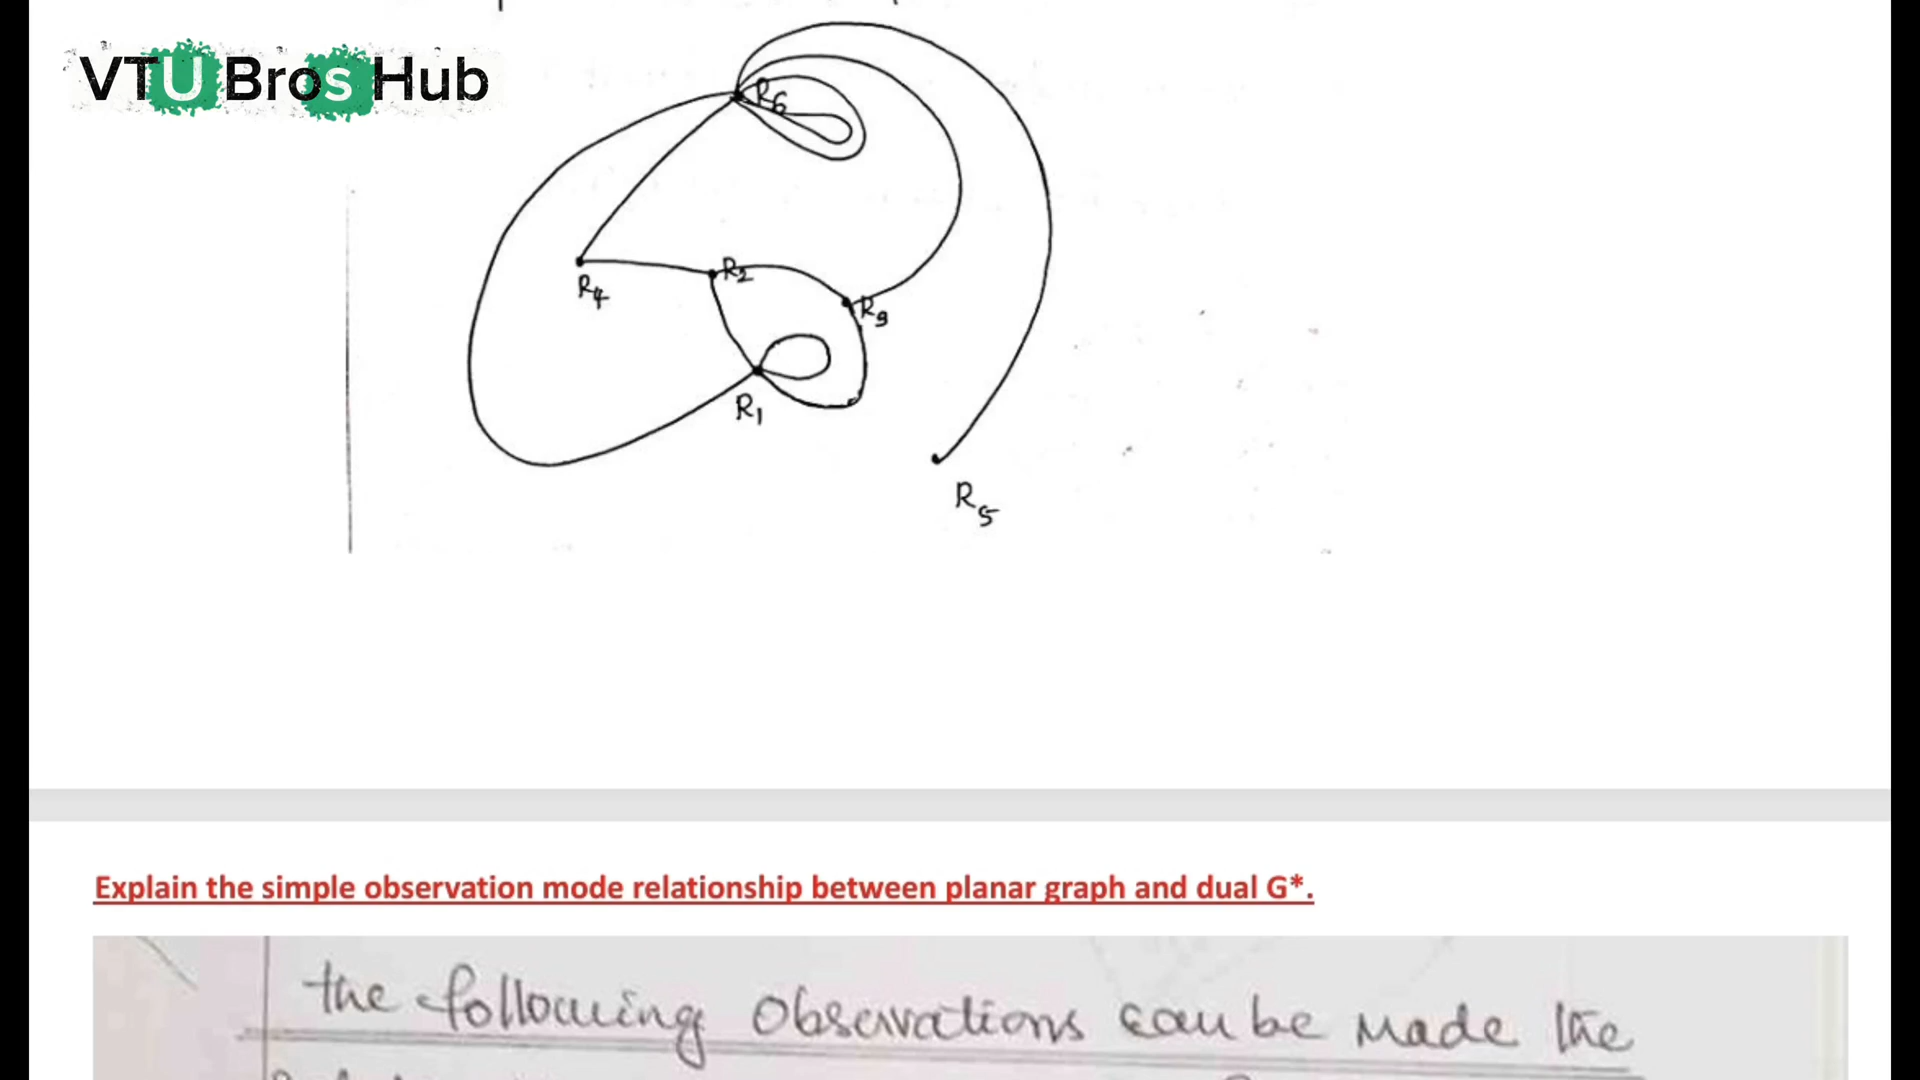 VTU Bros Hub
R6
R4
R2
R3
R1
R5
Explain the simple observation mode relationship between planar graph and dual G*.
the following observations can be made the